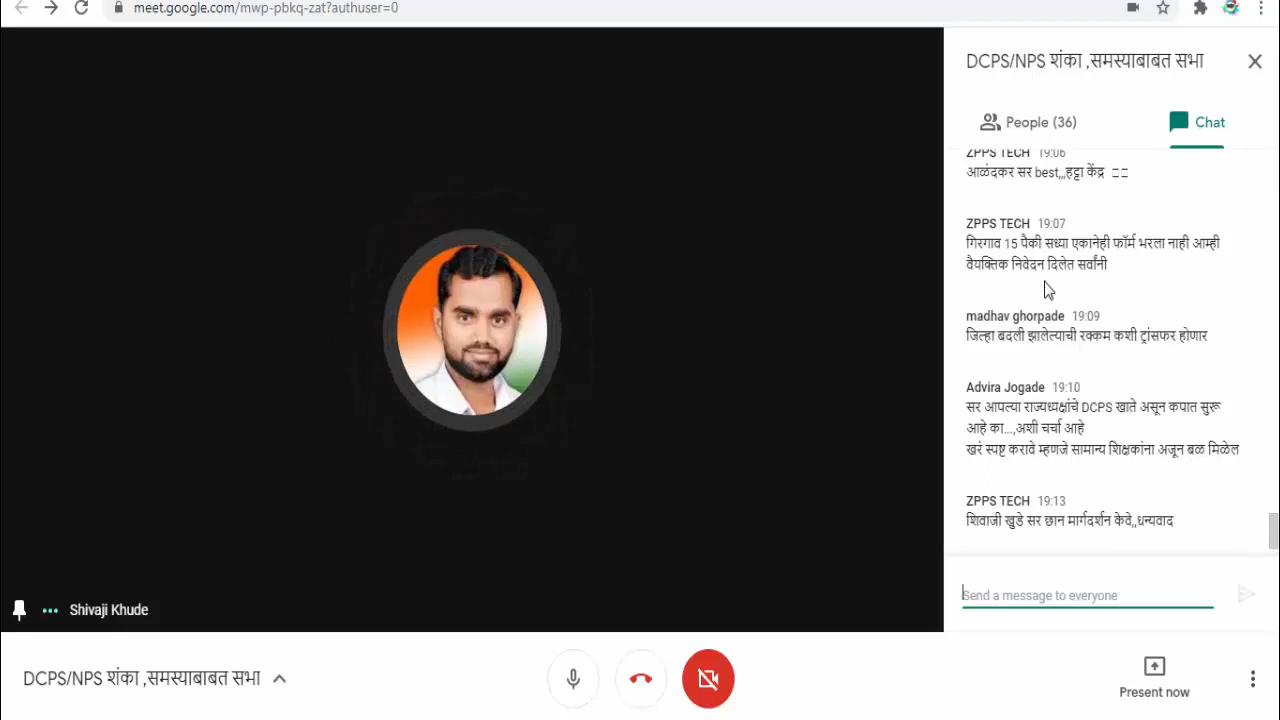 meet.google.com/mwp-pbkq-zat?authuser=0
DCPS/NPS शंका ,समस्याबाबत सभा
People (36)
Chat
ZPPS TECH 19:06
आळंदकर सर best,,,हट्टा केंद्र
ZPPS TECH 19:07
गिरगाव 15 पैकी सध्या एकानेही फॉर्म भरला नाही आम्ही
वैयक्तिक निवेदन दिलेत सर्वांनी
madhav ghorpade 19:09
जिल्हा बदली झालेल्याची रक्कम कशी ट्रांसफर होणार
Advira Jogade 19:10
सर आपल्या राज्यध्यक्षांचे DCPS खाते असून कपात सुरू
आहे का...,अशी चर्चा आहे
खरं स्पष्ट करावे म्हणजे सामान्य शिक्षकांना अजून बळ मिळेल
ZPPS TECH 19:13
शिवाजी खुडे सर छान मार्गदर्शन केवे,,धन्यवाद
Send a message to everyone
Shivaji Khude
DCPS/NPS शंका ,समस्याबाबत सभा
Present now